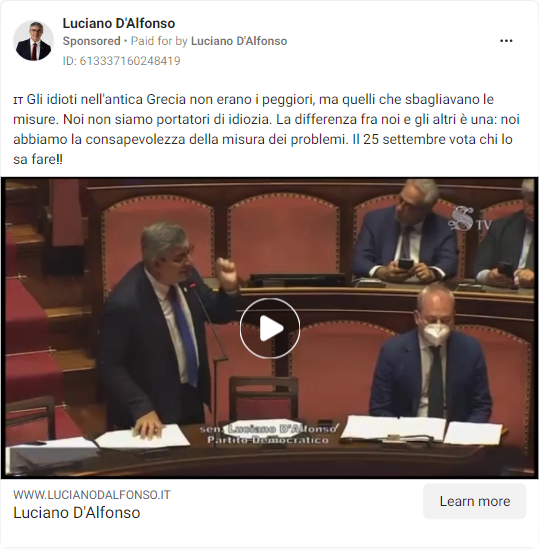 Luciano D'Alfonso
Sponsored • Paid for by Luciano D'Alfonso
ID: 613337160248419
IT Gli idioti nell'antica Grecia non erano i peggiori, ma quelli che sbagliavano le
misure. Noi non siamo portatori di idiozia. La differenza fra noi e gli altri è una: noi
abbiamo la consapevolezza della misura dei problemi. Il 25 settembre vota chi lo
sa fare‼
S TV
sen. Luciano D'Alfonso
Partito Democratico
WWW.LUCIANODALFONSO.IT
Luciano D'Alfonso
Learn more